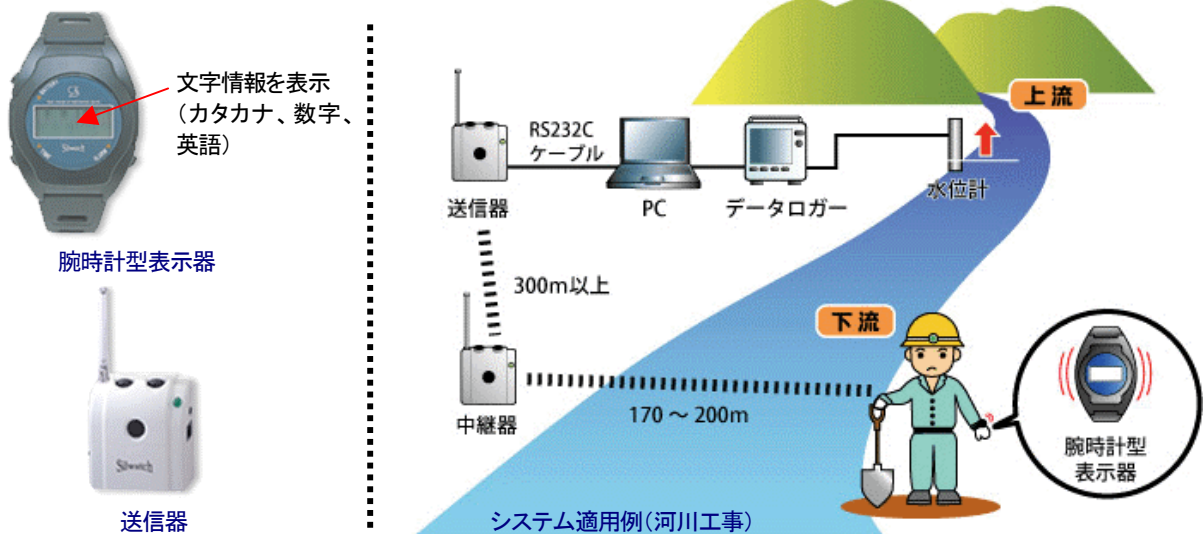 文字情報を表示
(カタカナ、数字、
英語)
Silwatch
腕時計型表示器
Silwatch
送信器
上流
RS232C
ケーブル
送信器
PC
データロガー
水位計
300m以上
下流
中継器
170 ～ 200m
腕時計型
表示器
システム適用例(河川工事)